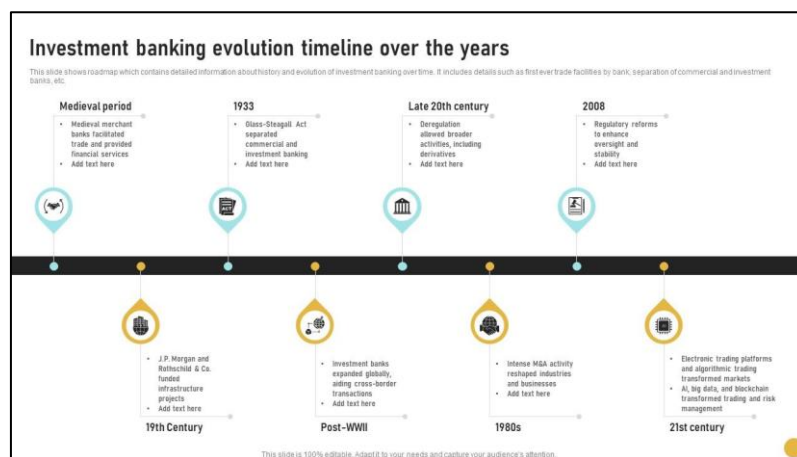 Investment banking evolution timeline over the years
This slide shows roadmap which contains detailed information about history and evolution of investment banking over time. It includes details such as first ever trade facilities by bank, separation of commercial and investment
banks, etc.
Medieval period
• Medieval merchant
banks facilitated
trade and provided
financial services
• Add text here
1933
• Glass-Steagall Act
separated
commercial and
investment banking
• Add text here
Late 20th century
• Deregulation
allowed broader
activities, including
derivatives
• Add text here
2008
• Regulatory reforms
to enhance
oversight and
stability
• Add text here
• J.P. Morgan and
Rothschild & Co.
funded
infrastructure
projects
• Add text here
19th Century
• Investment banks
expanded globally,
aiding cross-border
transactions
• Add text here
Post-WWII
• Intense M&A activity
reshaped industries
and businesses
• Add text here
1980s
• Electronic trading platforms
and algorithmic trading
transformed markets
• AI, big data, and blockchain
transformed trading and risk
management
21st century
This slide is 100% editable. Adapt it to your needs and capture your audience's attention.